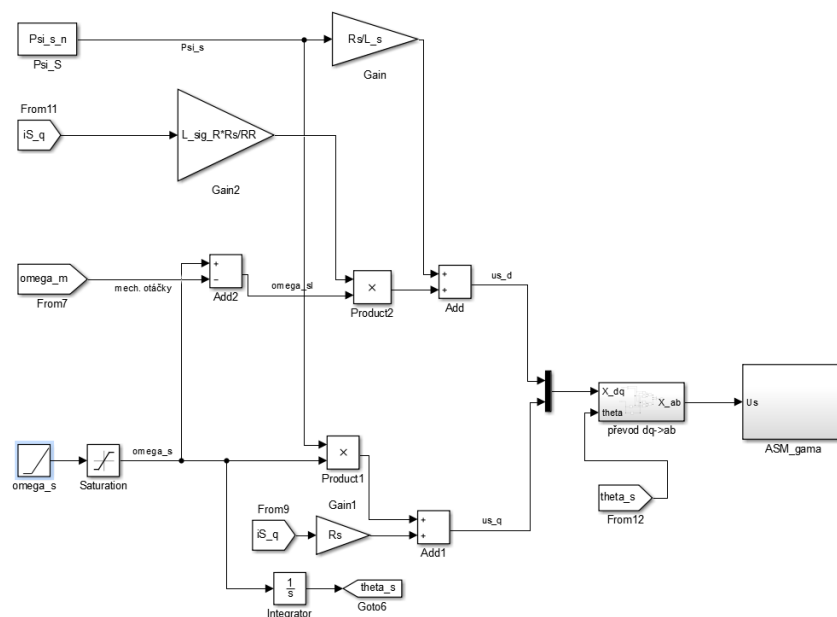 Psi_s_n
Psi_S
Psi_s
Rs/L_s
Gain
From11
iS_q
L_sig_R*Rs/RR
Gain2
omega_m
From7
mech. otáčky
+
−
Add2
omega_sl
×
Product2
+
+
Add
us_d
X_dq
theta
X_ab
převod dq->ab
Us
ASM_gama
omega_s
Saturation
omega_s
×
Product1
From9
iS_q
Gain1
Rs
+
+
Add1
us_q
theta_s
From12
1
s
Integrator
theta_s
Goto6